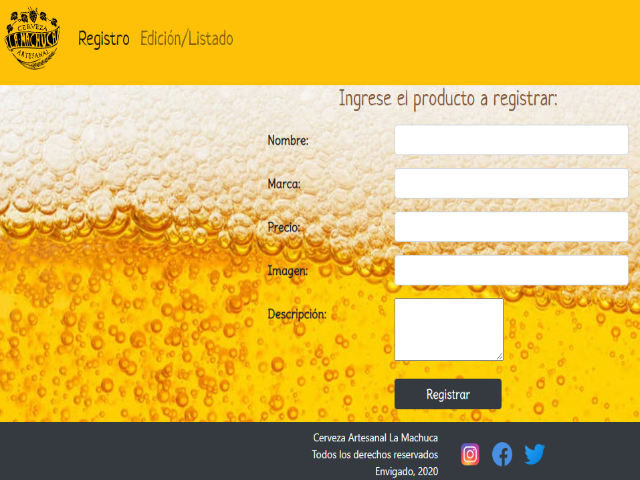 CERVEZA
LA MACHUCA
ARTESANAL
Registro Edición/Listado
Ingrese el producto a registrar:
Nombre:
Marca:
Precio:
Imagen:
Descripción:
Registrar
Cerveza Artesanal La Machuca
Todos los derechos reservados
Envigado, 2020